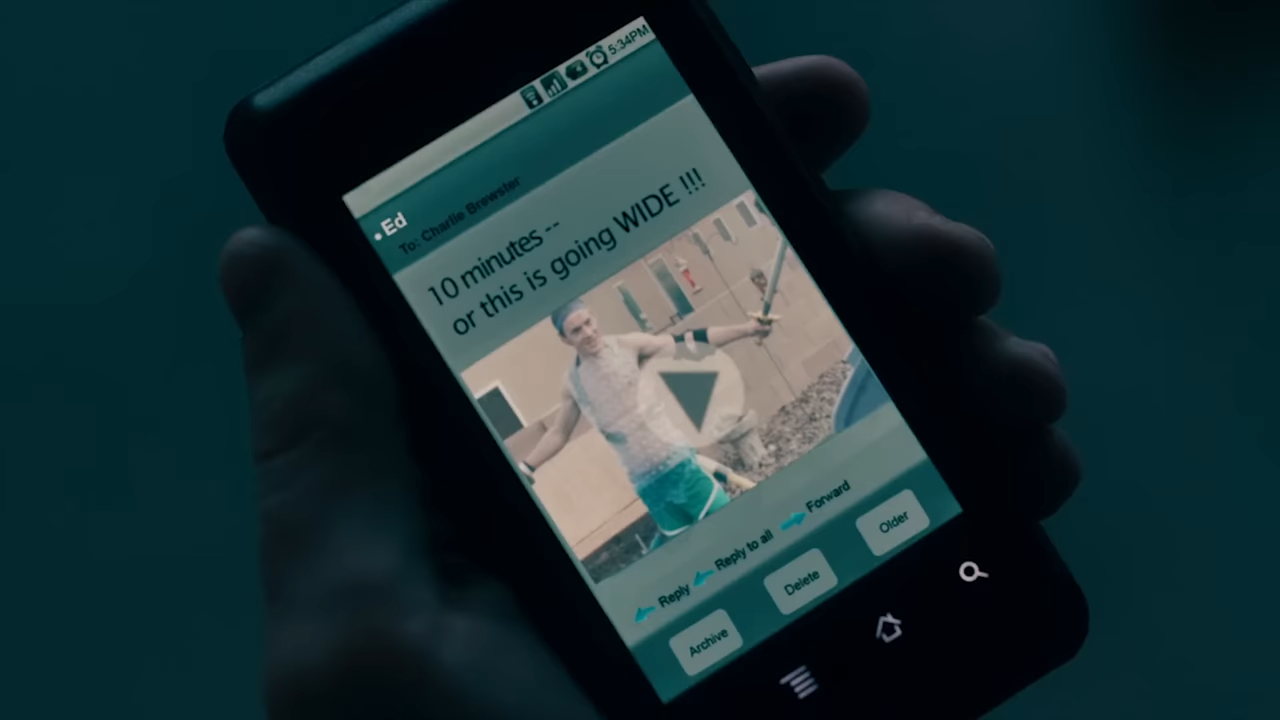 5:34PM
• Ed
To: Charlie Brewster
10 minutes--
or this is going WIDE !!!
Reply Reply to all Forward
Archive Delete Older